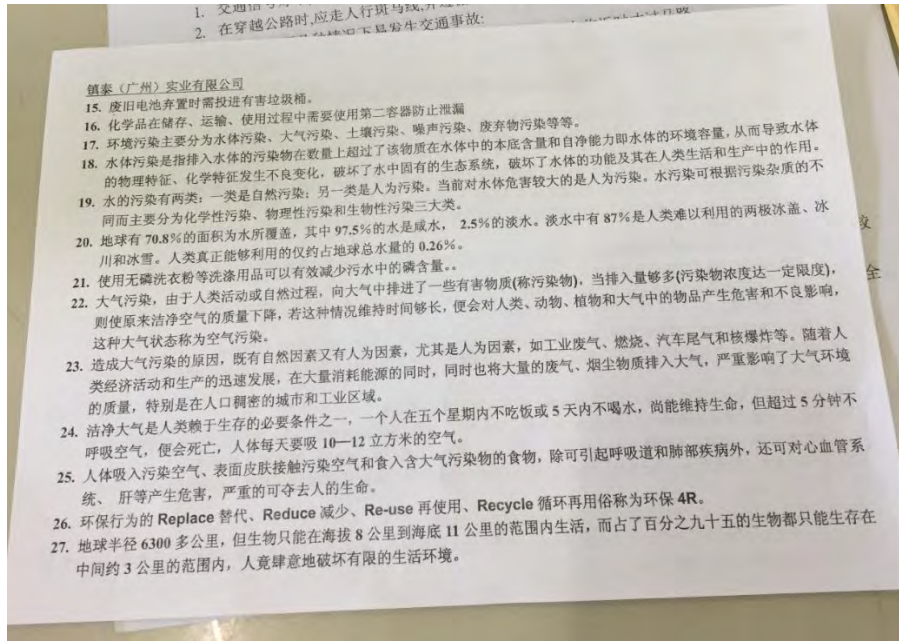 1. 交通信号
2. 在穿越公路时,应走人行斑马线,
情况下易发生交通事故:
镇泰（广州）实业有限公司
15. 废旧电池弃置时需投进有害垃圾桶。
16. 化学品在储存、运输、使用过程中需要使用第二容器防止泄漏
17. 环境污染主要分为水体污染、大气污染、土壤污染、噪声污染、废弃物污染等等。
18. 水体污染是指排入水体的污染物在数量上超过了该物质在水体中的本底含量和自净能力即水体的环境容量，从而导致水体
的物理特征、化学特征发生不良变化，破坏了水中固有的生态系统，破坏了水体的功能及其在人类生活和生产中的作用。
19. 水的污染有两类：一类是自然污染；另一类是人为污染。当前对水体危害较大的是人为污染。水污染可根据污染杂质的不
同而主要分为化学性污染、物理性污染和生物性污染三大类。
20. 地球有 70.8%的面积为水所覆盖，其中 97.5%的水是咸水， 2.5%的淡水。淡水中有 87%是人类难以利用的两极冰盖、冰
川和冰雪。人类真正能够利用的仅约占地球总水量的 0.26%。
21. 使用无磷洗衣粉等洗涤用品可以有效减少污水中的磷含量。。
22. 大气污染，由于人类活动或自然过程，向大气中排进了一些有害物质(称污染物)，当排入量够多(污染物浓度达一定限度)，
则使原来洁净空气的质量下降，若这种情况维持时间够长，便会对人类、动物、植物和大气中的物品产生危害和不良影响，
这种大气状态称为空气污染。
23. 造成大气污染的原因，既有自然因素又有人为因素，尤其是人为因素，如工业废气、燃烧、汽车尾气和核爆炸等。随着人
类经济活动和生产的迅速发展，在大量消耗能源的同时，同时也将大量的废气、烟尘物质排入大气，严重影响了大气环境
的质量，特别是在人口稠密的城市和工业区域。
24. 洁净大气是人类赖于生存的必要条件之一，一个人在五个星期内不吃饭或 5 天内不喝水，尚能维持生命，但超过 5 分钟不
呼吸空气，便会死亡，人体每天要吸 10—12 立方米的空气。
25. 人体吸入污染空气、表面皮肤接触污染空气和食入含大气污染物的食物，除可引起呼吸道和肺部疾病外，还可对心血管系
统、 肝等产生危害，严重的可夺去人的生命。
26. 环保行为的 Replace 替代、Reduce 减少、Re-use 再使用、Recycle 循环再用俗称为环保 4R。
27. 地球半径 6300 多公里，但生物只能在海拔 8 公里到海底 11 公里的范围内生活，而占了百分之九十五的生物都只能生存在
中间约 3 公里的范围内，人竟肆意地破坏有限的生活环境。
全